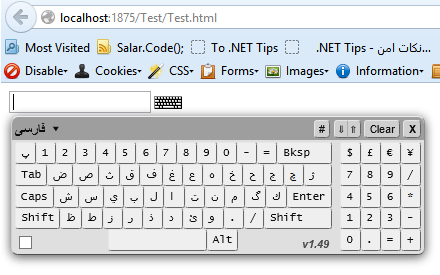 localhost:1875/Test/Test.html
Most Visited Salar.Code(); To .NET Tips .NET Tips - نکات امن...
Disable Cookies CSS Forms Images Information
فارسی # ⇓⇑ Clear X
پ 1 2 3 4 5 6 7 8 9 0 - = Bksp $ £ € ¥
Tab ض ص ث ق ف غ ع ه خ ح ج چ ژ 7 8 9 /
Caps ش س ی ب ل ا ت ن م گ ک Enter 4 5 6 *
Shift ظ ط ز ر ذ د ئ و . / Shift 1 2 3 -
Alt v1.49 0 . = +